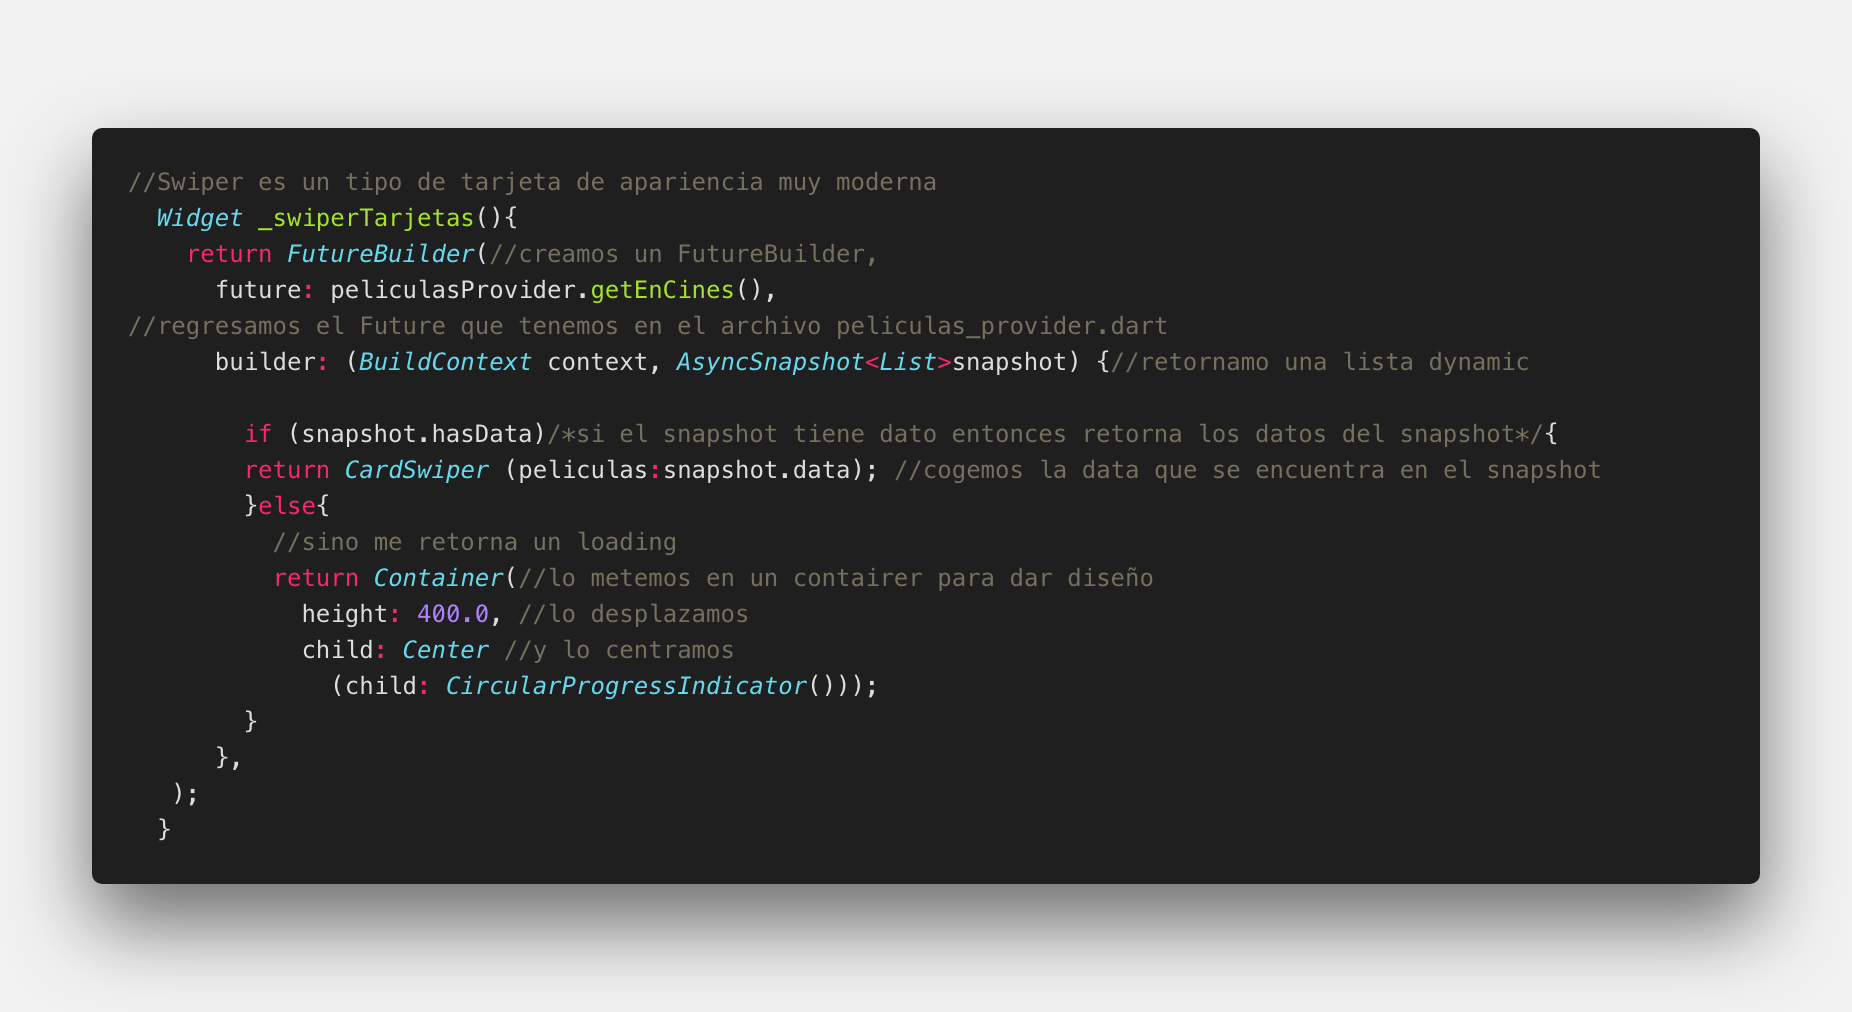 //Swiper es un tipo de tarjeta de apariencia muy moderna
  Widget _swiperTarjetas(){
    return FutureBuilder(//creamos un FutureBuilder,
      future: peliculasProvider.getEnCines(),
//regresamos el Future que tenemos en el archivo peliculas_provider.dart
      builder: (BuildContext context, AsyncSnapshot<List>snapshot) {//retornamo una lista dynamic
        if (snapshot.hasData)/*si el snapshot tiene dato entonces retorna los datos del snapshot*/{
        return CardSwiper (peliculas:snapshot.data); //cogemos la data que se encuentra en el snapshot
        }else{
          //sino me retorna un loading
          return Container(//lo metemos en un contairer para dar diseño
            height: 400.0, //lo desplazamos
            child: Center //y lo centramos
              (child: CircularProgressIndicator()));
        }
      },
   );
  }